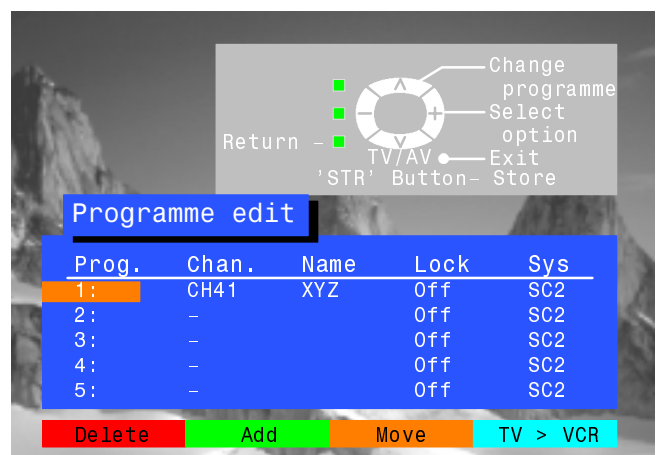 Change
programme
Select
option
Return –
TV/AV
Exit
'STR' Button– Store
Programme edit
Prog. Chan. Name Lock Sys
1: CH41 XYZ Off SC2
2: – Off SC2
3: – Off SC2
4: – Off SC2
5: – Off SC2
Delete Add Move TV > VCR